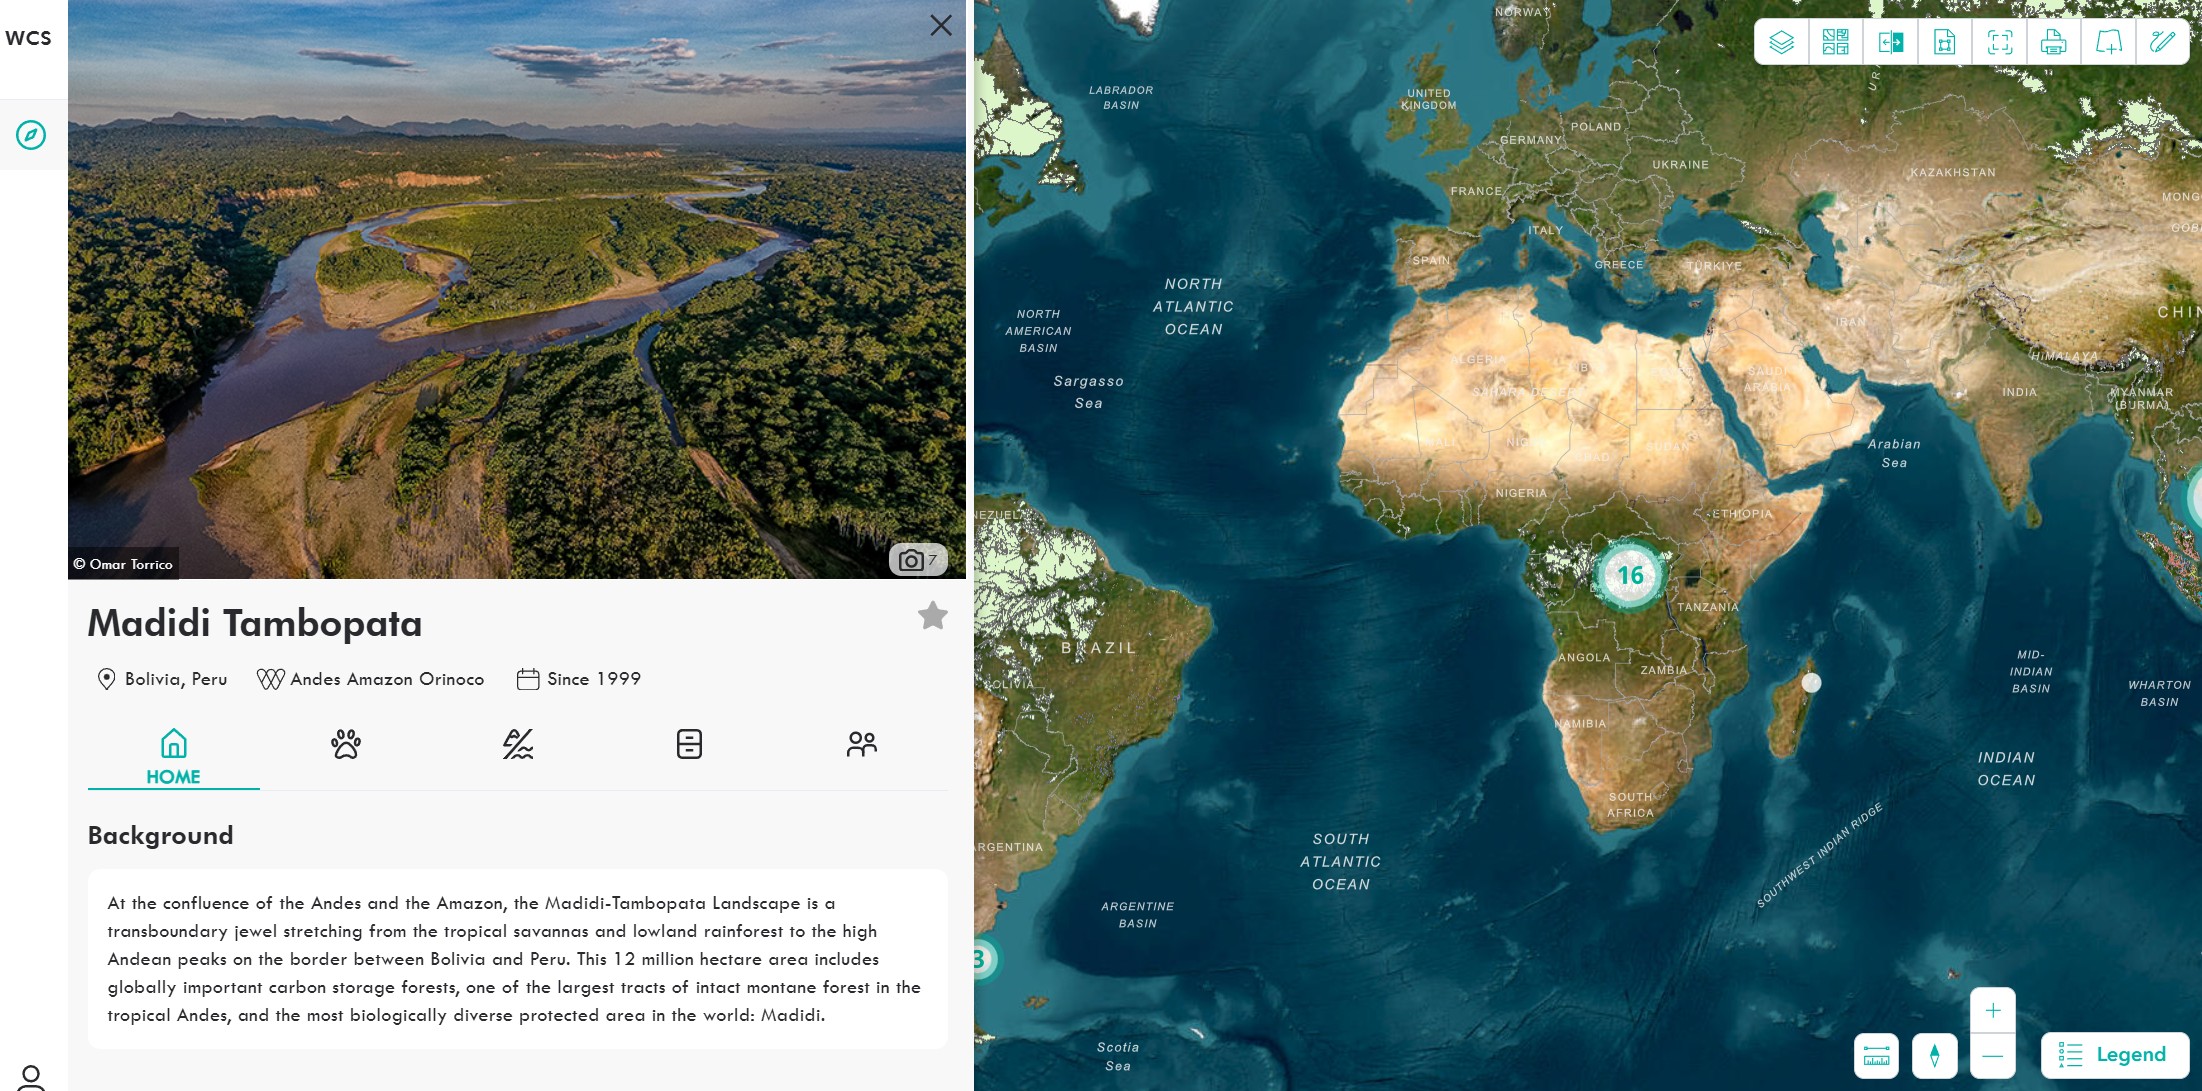 WCS
© Omar Torrico
7
Madidi Tambopata
Bolivia, Peru
Andes Amazon Orinoco
Since 1999
HOME
Background
At the confluence of the Andes and the Amazon, the Madidi-Tambopata Landscape is a
transboundary jewel stretching from the tropical savannas and lowland rainforest to the high
Andean peaks on the border between Bolivia and Peru. This 12 million hectare area includes
globally important carbon storage forests, one of the largest tracts of intact montane forest in the
tropical Andes, and the most biologically diverse protected area in the world: Madidi.
NORWAY
LABRADOR
BASIN
UNITED
KINGDOM
POLAND
GERMANY
UKRAINE
FRANCE
KAZAKHSTAN
ITALY
SPAIN
GREECE
TÜRKIYE
NORTH
ATLANTIC
OCEAN
NORTH
AMERICAN
BASIN
Sargasso
Sea
IRAN
HIMALAYA
ALGERIA
SAUDI
ARABIA
INDIA
MYANMAR
(BURMA)
Arabian
Sea
NIGERIA
ETHIOPIA
16
TANZANIA
BRAZIL
ANGOLA
ZAMBIA
MID-
INDIAN
BASIN
WHARTON
BASIN
NAMIBIA
INDIAN
OCEAN
SOUTH
AFRICA
SOUTHWEST INDIAN RIDGE
SOUTH
ATLANTIC
OCEAN
ARGENTINE
BASIN
3
Scotia
Sea
Legend